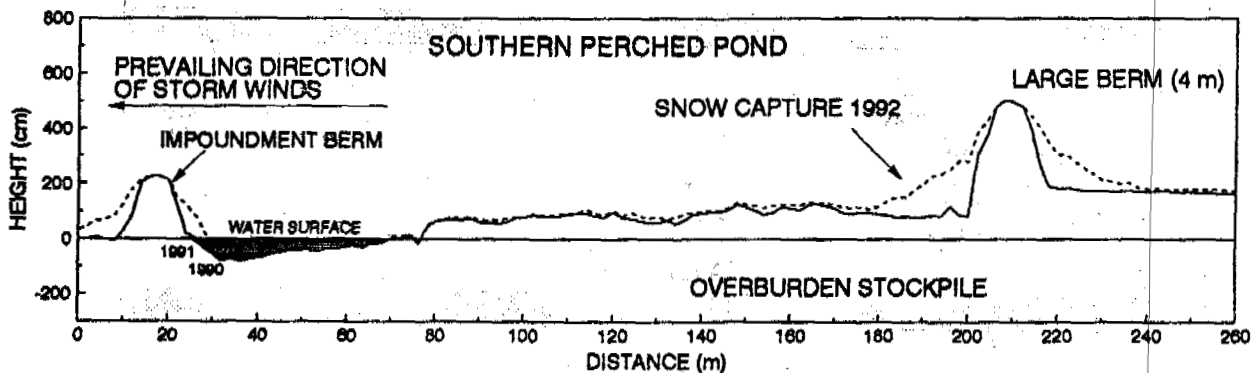 SOUTHERN PERCHED POND
PREVAILING DIRECTION
OF STORM WINDS
LARGE BERM (4 m)
SNOW CAPTURE 1992
IMPOUNDMENT BERM
WATER SURFACE
1991
1990
OVERBURDEN STOCKPILE
HEIGHT (cm)
800
600
400
200
0
-200
0 20 40 60 80 100 120 140 160 180 200 220 240 260
DISTANCE (m)